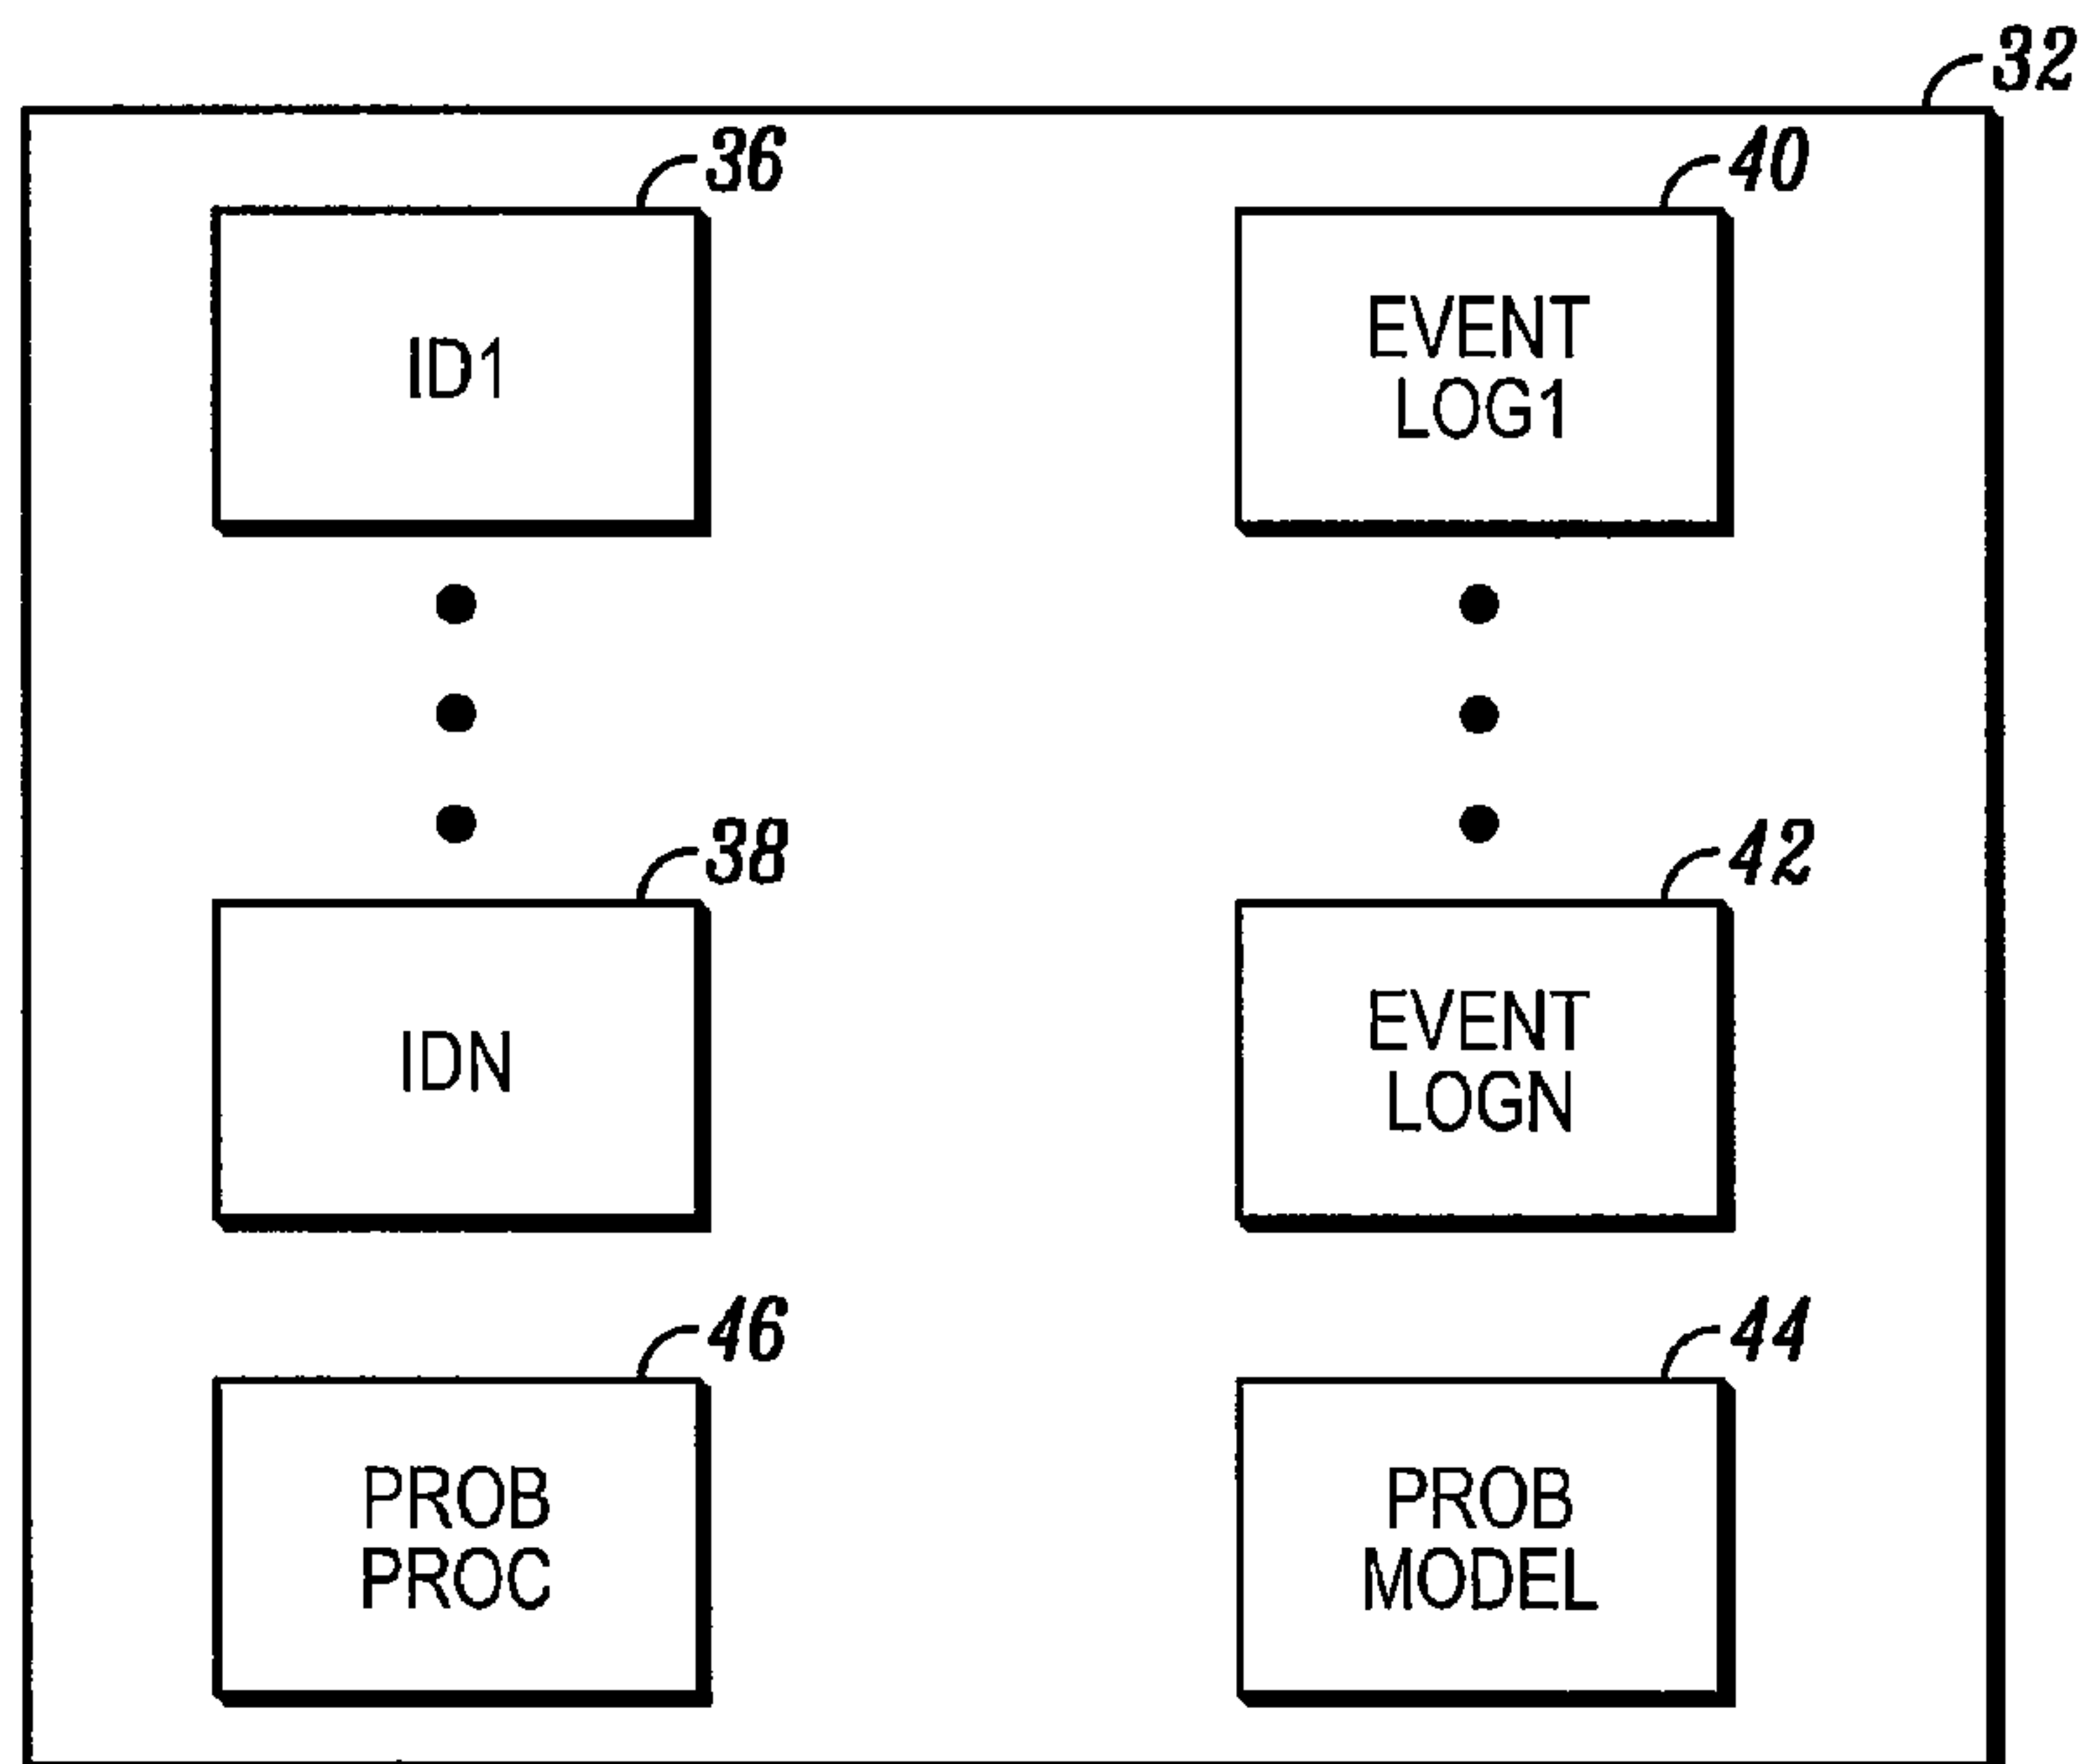 32
36
40
ID1
EVENT
LOG1
38
42
IDN
EVENT
LOGN
46
44
PROB
PROC
PROB
MODEL